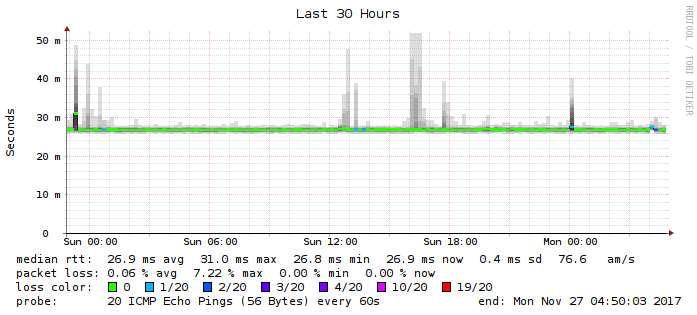 Last 30 Hours
RRDTOOL / TOBI OETIKER
Seconds
50 m
40 m
30 m
20 m
10 m
0
Sun 00:00 Sun 06:00 Sun 12:00 Sun 18:00 Mon 00:00
median rtt: 26.9 ms avg 31.0 ms max 26.8 ms min 26.9 ms now 0.4 ms sd 76.6 am/s
packet loss: 0.06 % avg 7.22 % max 0.00 % min 0.00 % now
loss color: 0 1/20 2/20 3/20 4/20 10/20 19/20
probe: 20 ICMP Echo Pings (56 Bytes) every 60s end: Mon Nov 27 04:50:03 2017